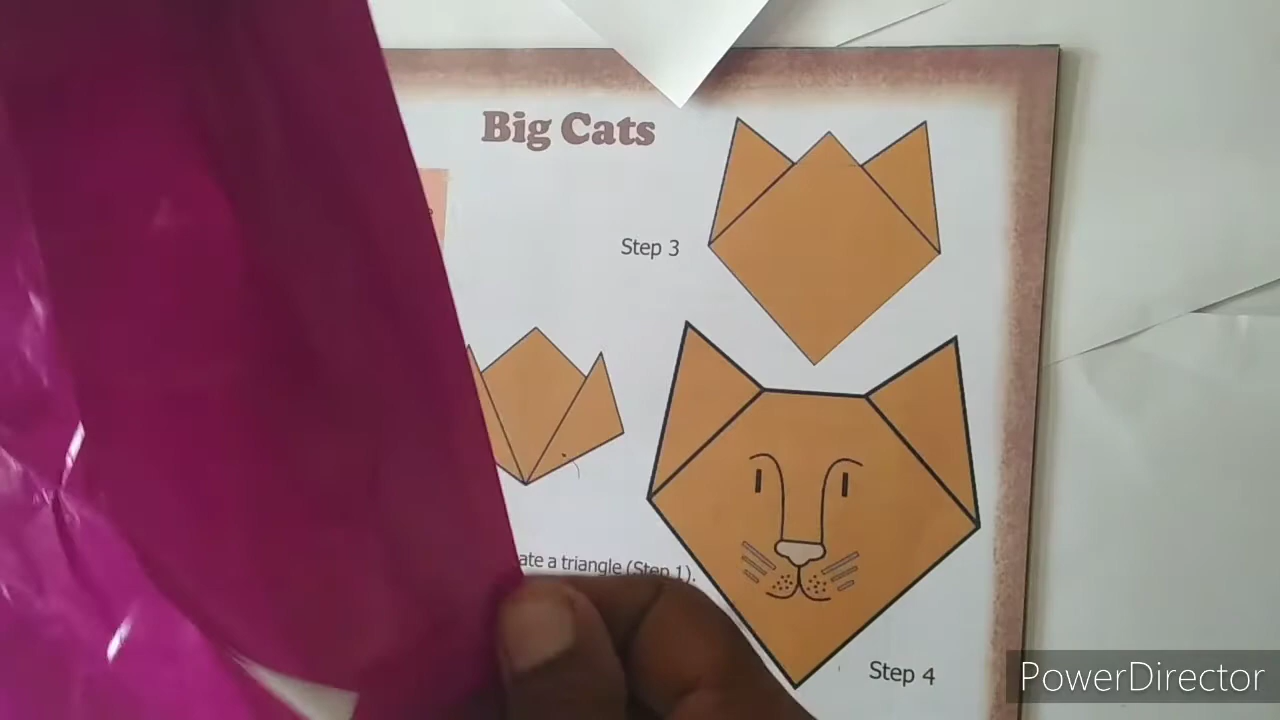 Big Cats
Step 3
ate a triangle (Step 1).
Step 4
PowerDirector